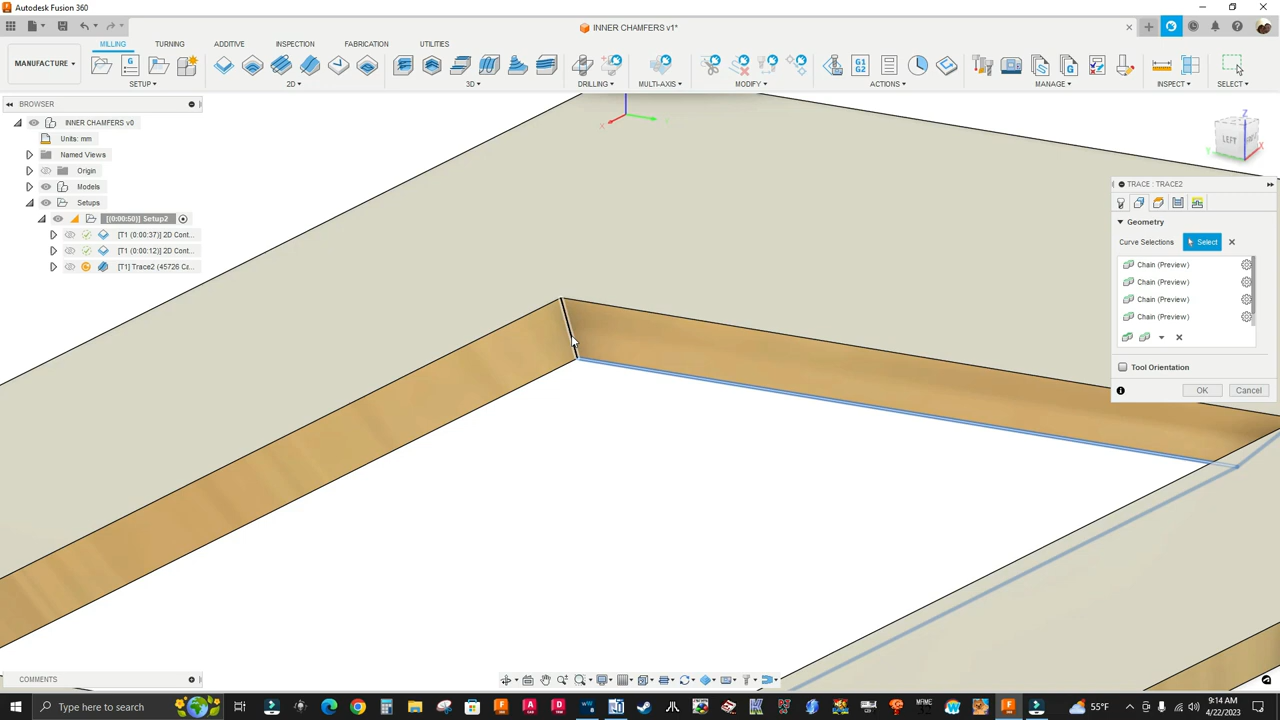 Autodesk Fusion 360
INNER CHAMFERS v1*
MANUFACTURE
MILLING TURNING ADDITIVE INSPECTION FABRICATION UTILITIES
SETUP 2D 3D DRILLING MULTI-AXIS MODIFY ACTIONS MANAGE INSPECT SELECT
G G1 G2 G
BROWSER
INNER CHAMFERS v0
Units: mm
Named Views
Origin
Models
Setups
[(0:00:50)] Setup2
[T1 (0:00:37)] 2D Cont...
[T1 (0:00:12)] 2D Cont...
[T1] Trace2 (45726 Ca...
X Y
Z
LEFT
Y X
TRACE: TRACE2
Geometry
Curve Selections Select
Chain (Preview)
Chain (Preview)
Chain (Preview)
Chain (Preview)
Tool Orientation
OK Cancel
COMMENTS
Type here to search
55°F
9:14 AM
4/22/2023